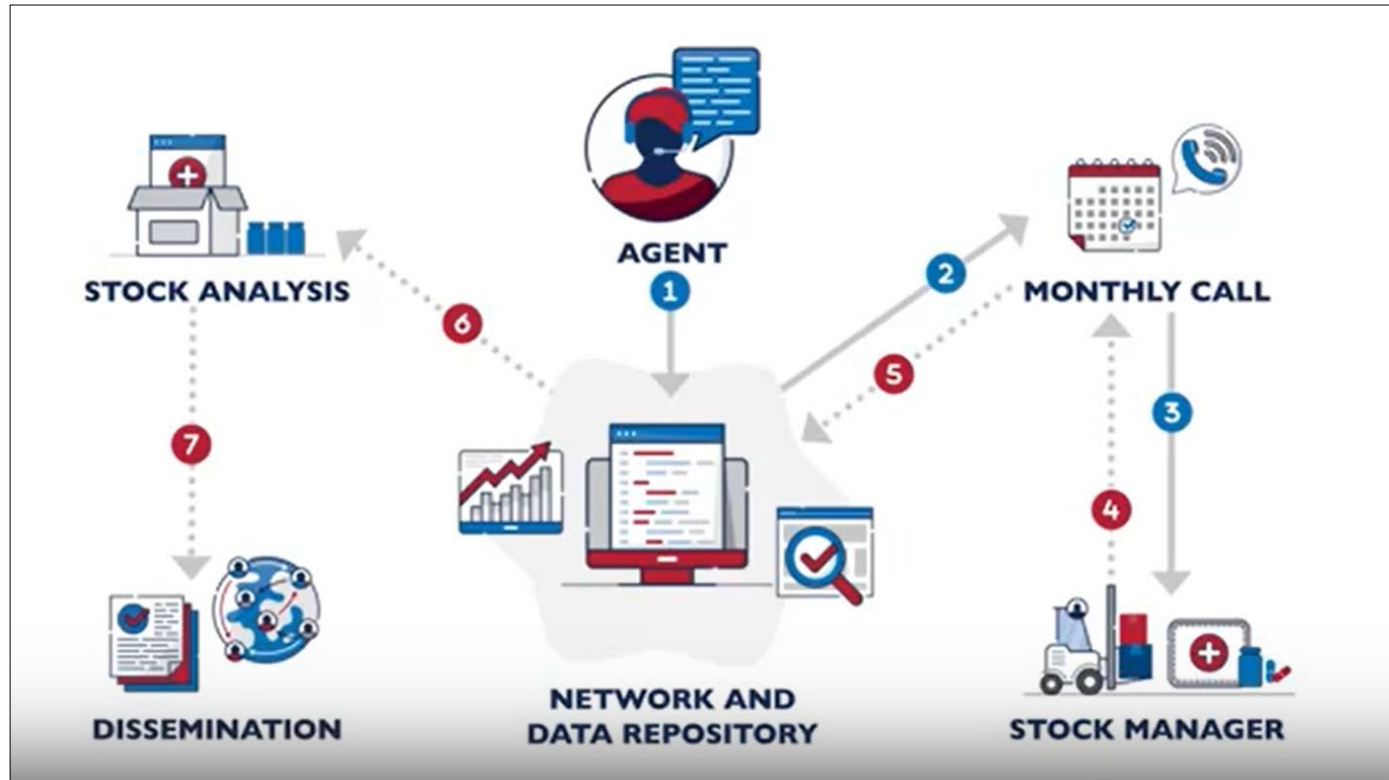 AGENT
1
STOCK ANALYSIS
MONTHLY CALL
2
6
5
3
7
4
NETWORK AND
DATA REPOSITORY
DISSEMINATION
STOCK MANAGER